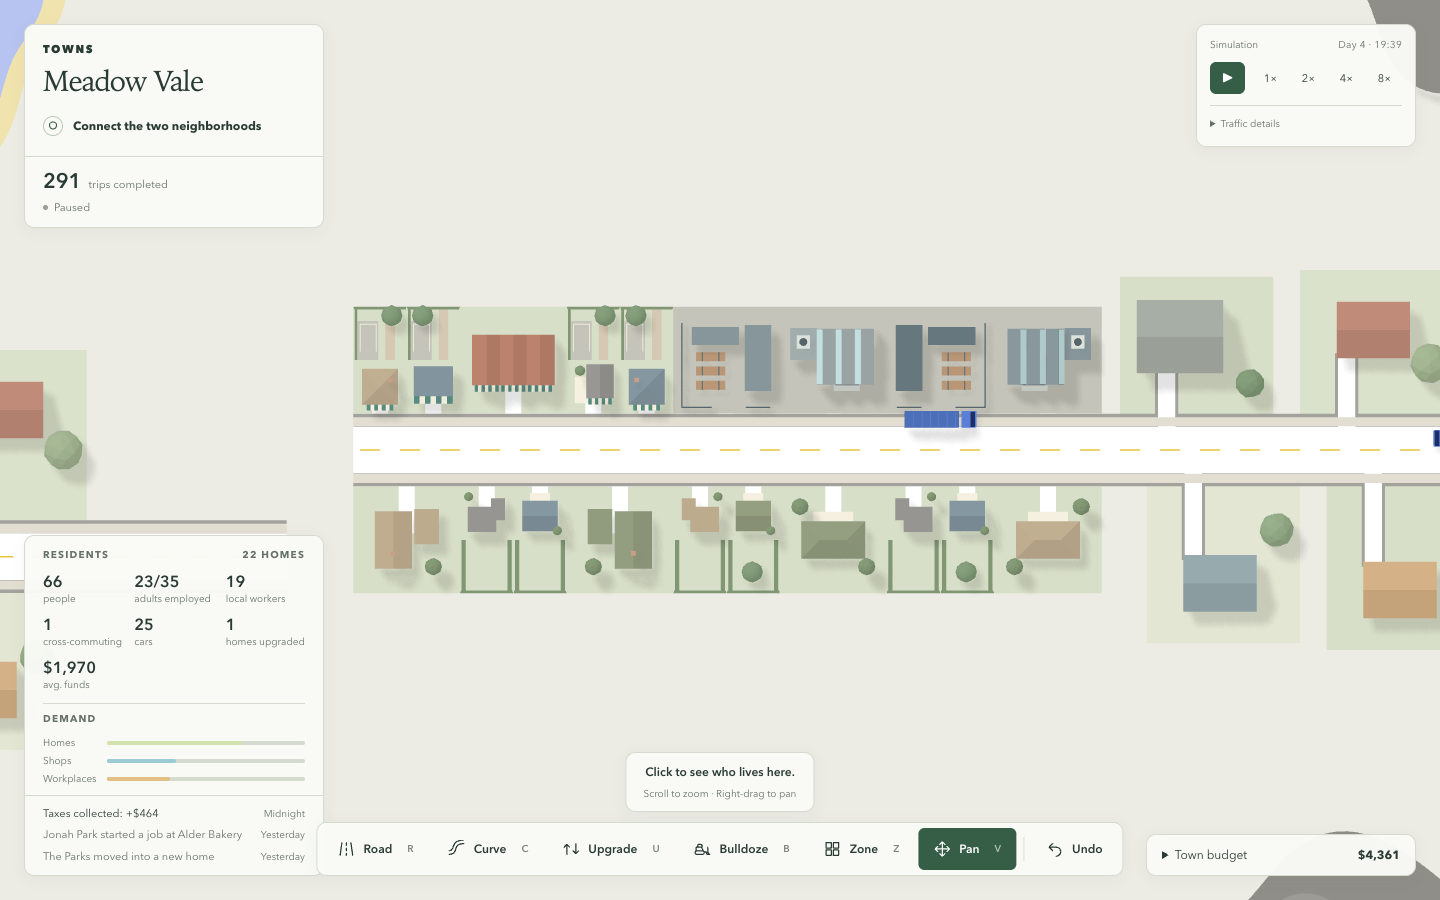 TOWNS
Meadow Vale
Connect the two neighborhoods
291 trips completed
Paused
Simulation Day 4 · 19:39
1× 2× 4× 8×
Traffic details
RESIDENTS 22 HOMES
66 23/35 19
people adults employed local workers
1 25 1
cross-commuting cars homes upgraded
$1,970
avg. funds
DEMAND
Homes
Shops
Workplaces
Taxes collected: +$464 Midnight
Jonah Park started a job at Alder Bakery Yesterday
The Parks moved into a new home Yesterday
Click to see who lives here.
Scroll to zoom · Right-drag to pan
Road R Curve C Upgrade U Bulldoze B Zone Z Pan V Undo
Town budget $4,361